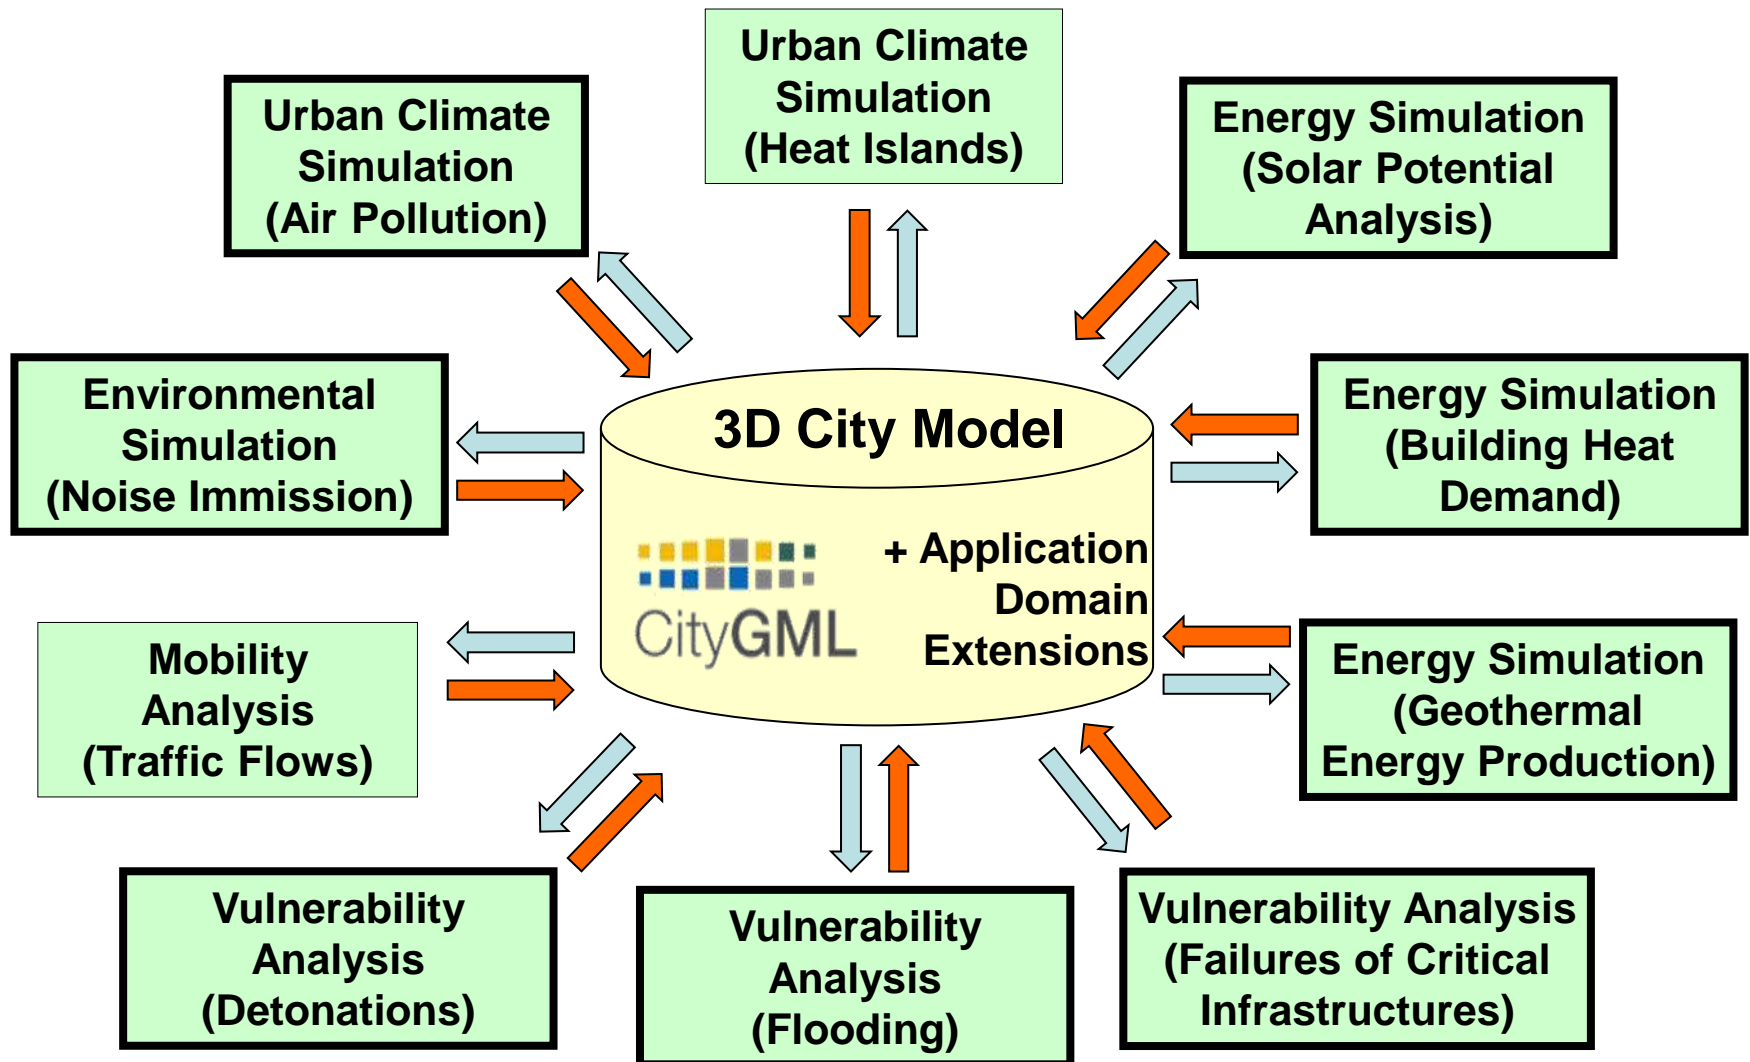 Urban Climate
Simulation
(Heat Islands)
Urban Climate
Simulation
(Air Pollution)
Energy Simulation
(Solar Potential
Analysis)
Environmental
Simulation
(Noise Immission)
3D City Model
Energy Simulation
(Building Heat
Demand)
CityGML
+ Application
Domain
Extensions
Mobility
Analysis
(Traffic Flows)
Energy Simulation
(Geothermal
Energy Production)
Vulnerability
Analysis
(Detonations)
Vulnerability
Analysis
(Flooding)
Vulnerability Analysis
(Failures of Critical
Infrastructures)